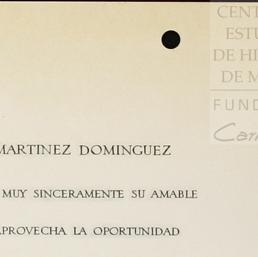 CENT
ESTU
DE HI
DE M
FUND
MARTINEZ DOMINGUEZ
MUY SINCERAMENTE SU AMABLE
APROVECHA LA OPORTUNIDAD